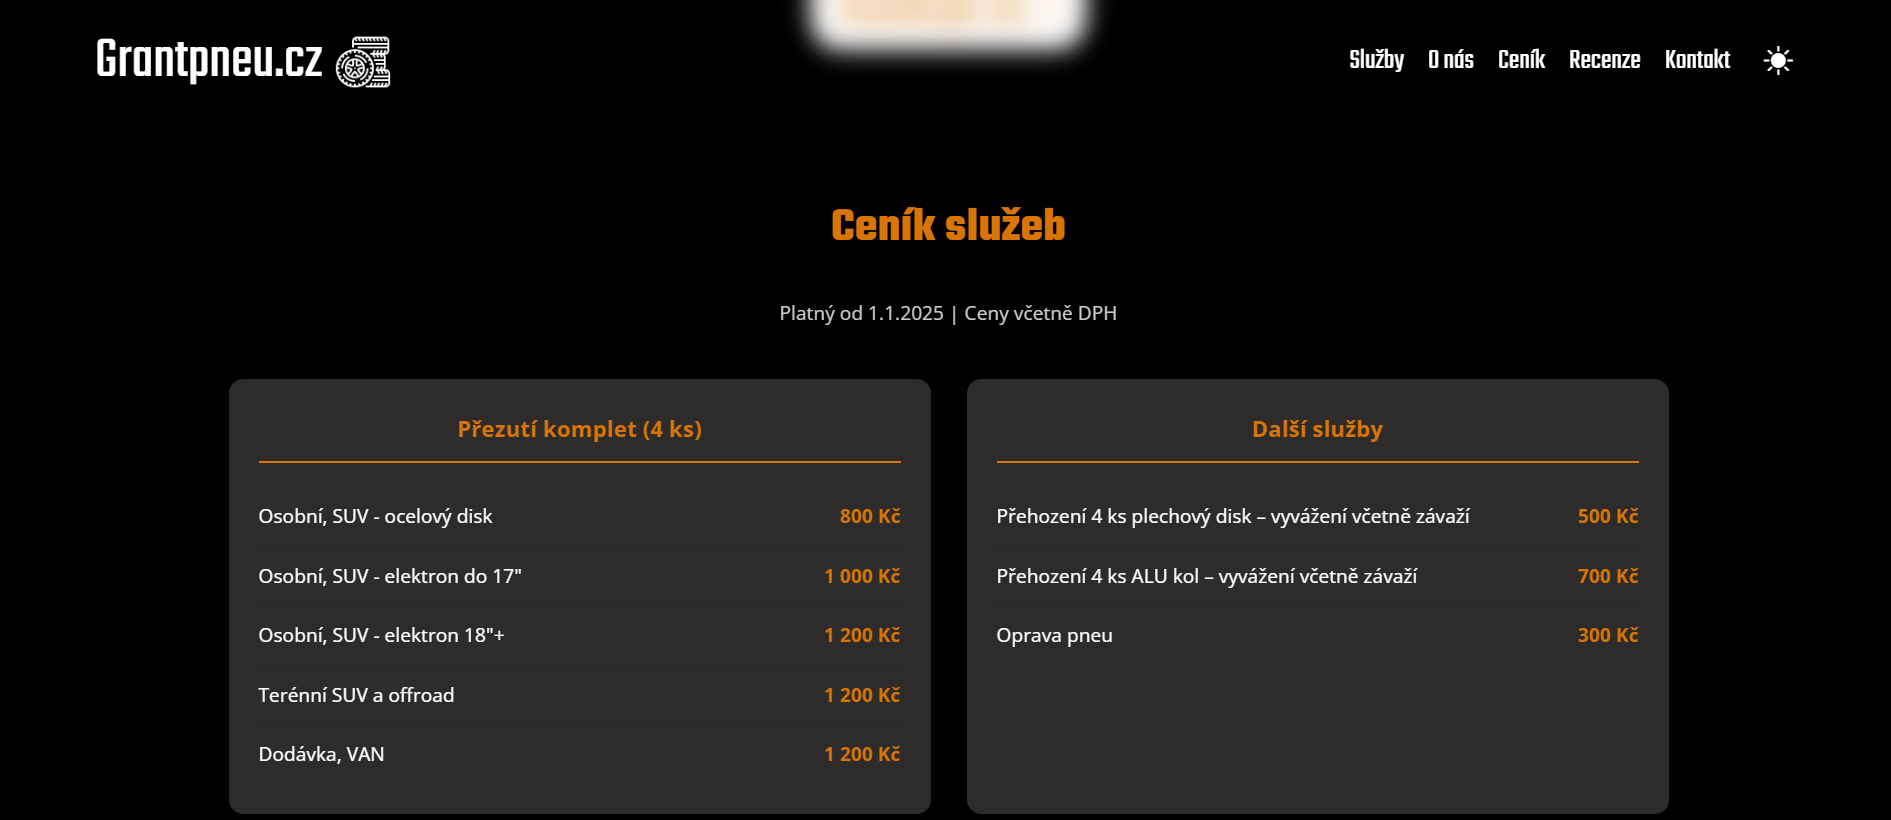 Grantpneu.cz
Služby O nás Ceník Recenze Kontakt
Ceník služeb
Platný od 1.1.2025 | Ceny včetně DPH
Přezutí komplet (4 ks)
Osobní, SUV - ocelový disk 800 Kč
Osobní, SUV - elektron do 17" 1 000 Kč
Osobní, SUV - elektron 18"+ 1 200 Kč
Terénní SUV a offroad 1 200 Kč
Dodávka, VAN 1 200 Kč
Další služby
Přehození 4 ks plechový disk – vyvážení včetně závaží 500 Kč
Přehození 4 ks ALU kol – vyvážení včetně závaží 700 Kč
Oprava pneu 300 Kč